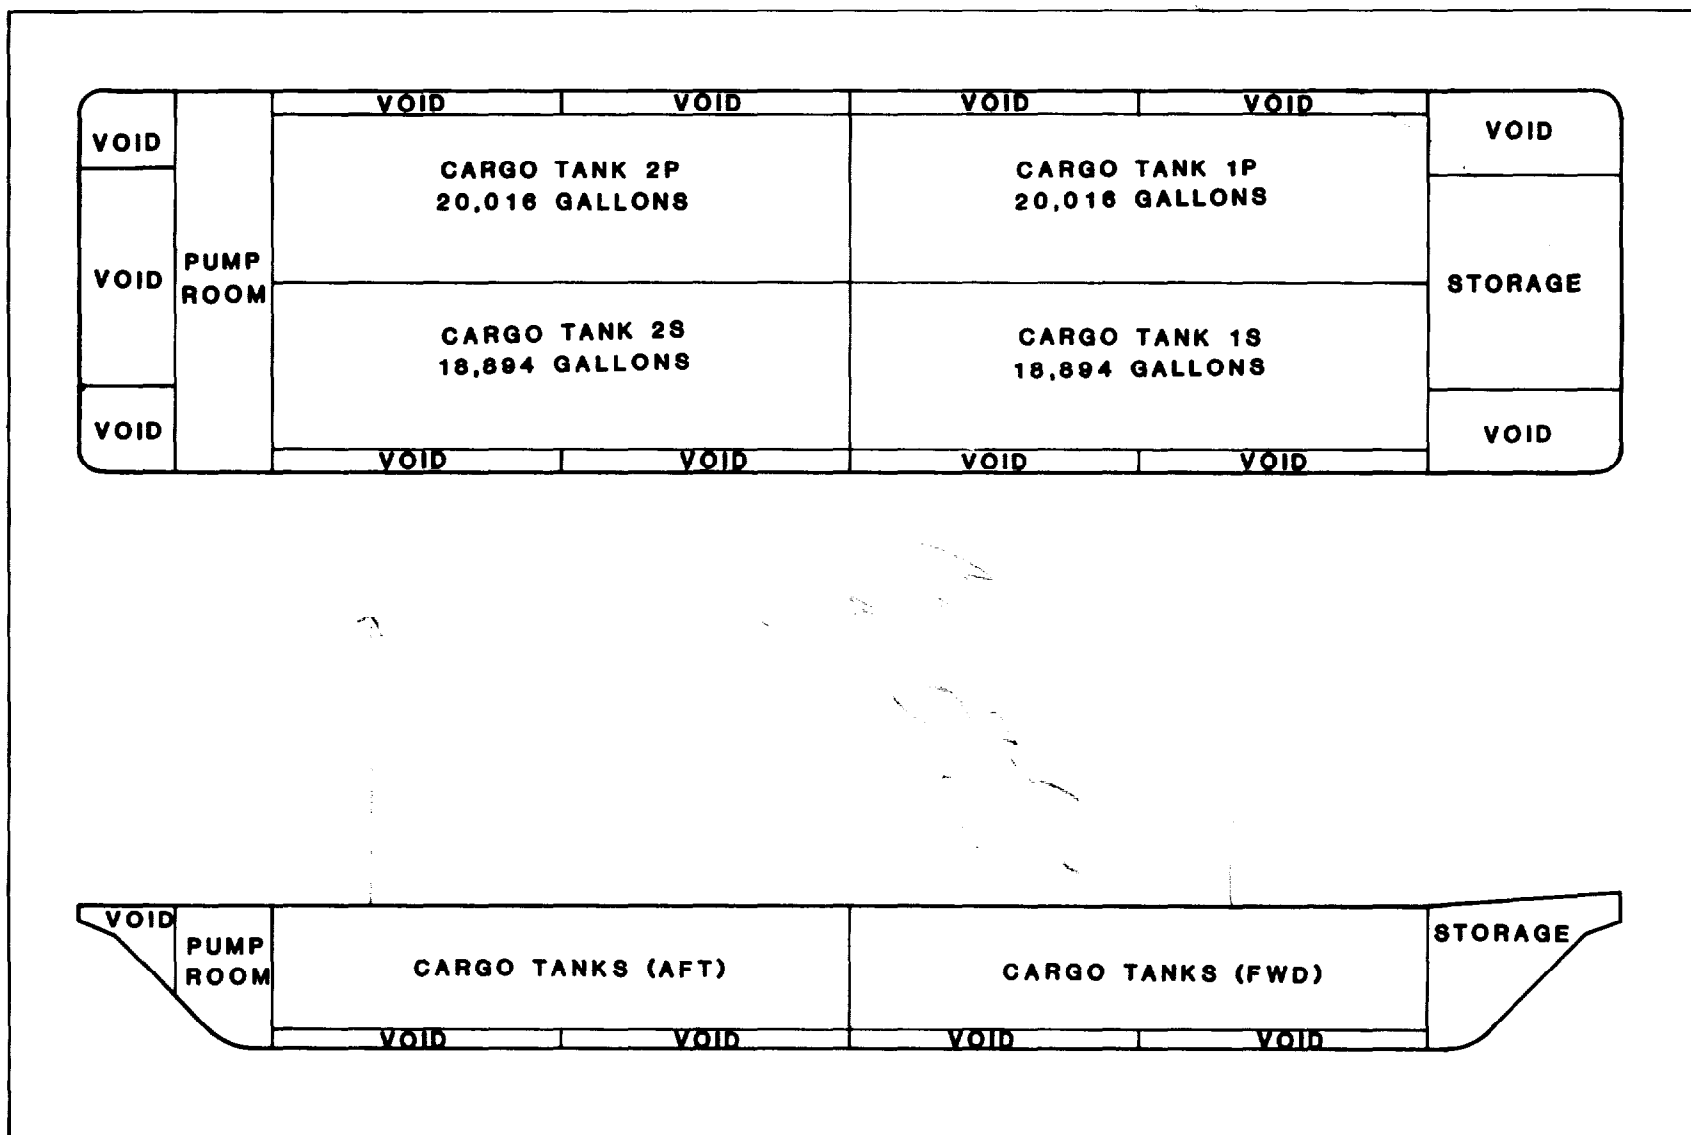 VOID VOID VOID VOID
VOID
VOID
CARGO TANK 2P
20,016 GALLONS
CARGO TANK 1P
20,016 GALLONS
VOID
PUMP
ROOM
STORAGE
CARGO TANK 2S
18,894 GALLONS
CARGO TANK 1S
18,894 GALLONS
VOID
VOID
VOID VOID VOID VOID
VOID
PUMP
ROOM
CARGO TANKS (AFT)
CARGO TANKS (FWD)
STORAGE
VOID VOID VOID VOID